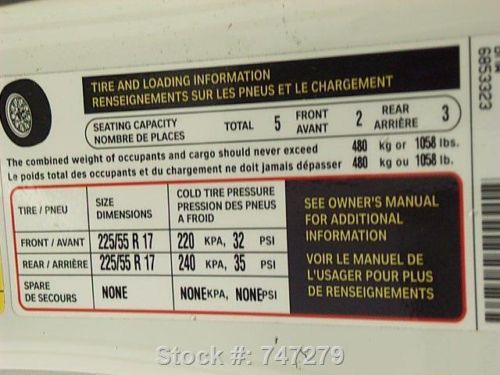 TIRE AND LOADING INFORMATION
RENSEIGNEMENTS SUR LES PNEUS ET LE CHARGEMENT
SEATING CAPACITY
NOMBRE DE PLACES
TOTAL 5 FRONT AVANT 2 REAR ARRIÈRE 3
The combined weight of occupants and cargo should never exceed 480 kg or 1058 lbs.
Le poids total des occupants et du chargement ne doit jamais dépasser 480 kg ou 1058 lb.
TIRE / PNEU
SIZE
DIMENSIONS
COLD TIRE PRESSURE
PRESSION DES PNEUS
A FROID
FRONT / AVANT 225/55 R 17 220 KPA, 32 PSI
REAR / ARRIÈRE 225/55 R 17 240 KPA, 35 PSI
SPARE
DE SECOURS
NONE NONE KPA, NONE PSI
SEE OWNER'S MANUAL
FOR ADDITIONAL
INFORMATION
VOIR LE MANUEL DE
L'USAGER POUR PLUS
DE RENSEIGNEMENTS
68533323
Stock #: 747279